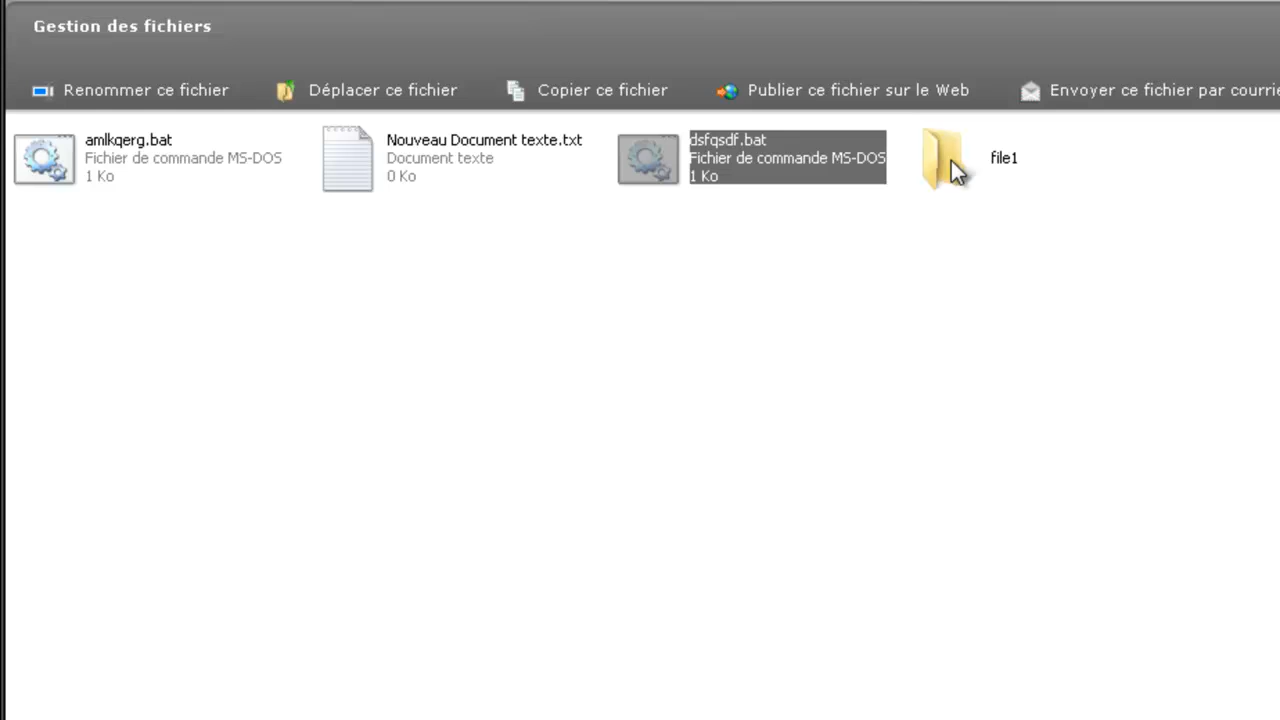 Gestion des fichiers
Renommer ce fichier Déplacer ce fichier Copier ce fichier Publier ce fichier sur le Web Envoyer ce fichier par courrie
amlkqerg.bat
Fichier de commande MS-DOS
1 Ko
Nouveau Document texte.txt
Document texte
0 Ko
dsfqsdf.bat
Fichier de commande MS-DOS
1 Ko
file1